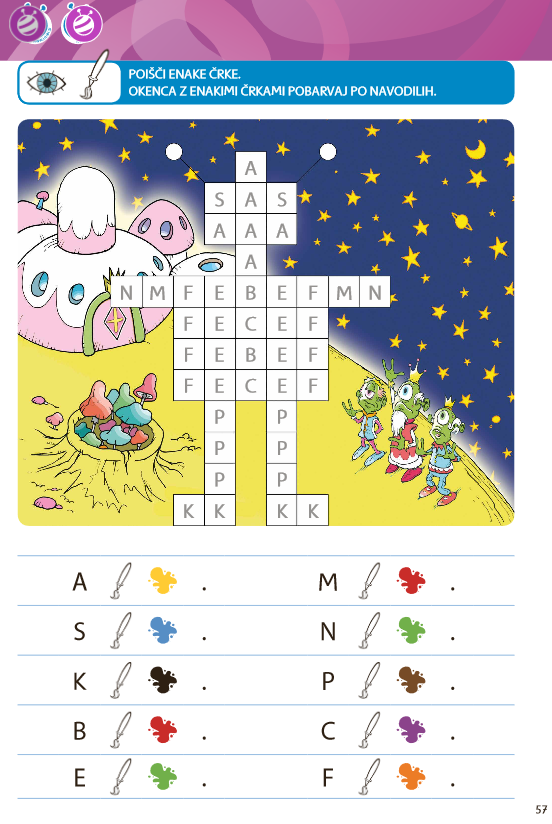 POIŠČI ENAKE ČRKE.
OKENCA Z ENAKIMI ČRKAMI POBARVAJ PO NAVODILIH.
A
S A S
A A A
A
N M F E B E F M N
F E C E F
F E B E F
F E C E F
P P
P P
P P
K K K K
A . M .
S . N .
K . P .
B . C .
E . F .
57